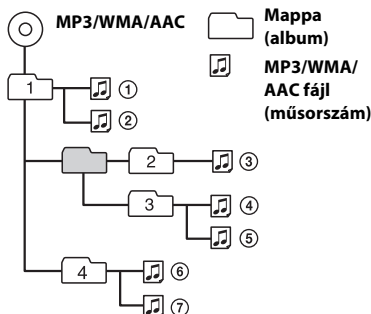 MP3/WMA/AAC
Mappa
(album)
MP3/WMA/
AAC fájl
(műsorszám)
1
①
②
2
③
3
④
⑤
4
⑥
⑦